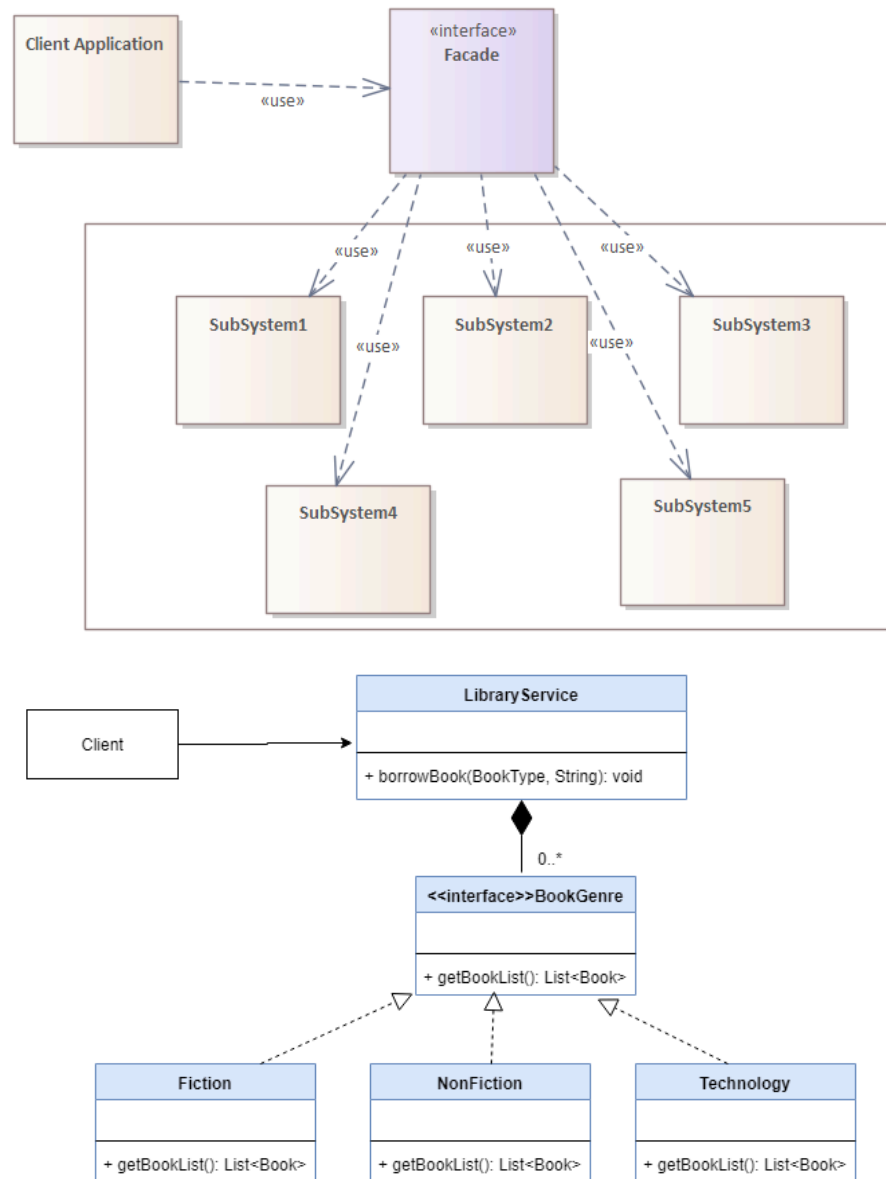 «interface»
Client Application
Facade
«use»
«use»
«use»
«use»
SubSystem1
SubSystem2
SubSystem3
«use»
«use»
SubSystem4
SubSystem5
LibraryService
Client
+ borrowBook(BookType, String): void
0..*
<<interface>>BookGenre
+ getBookList(): List<Book>
Fiction
NonFiction
Technology
+ getBookList(): List<Book>
+ getBookList(): List<Book>
+ getBookList(): List<Book>